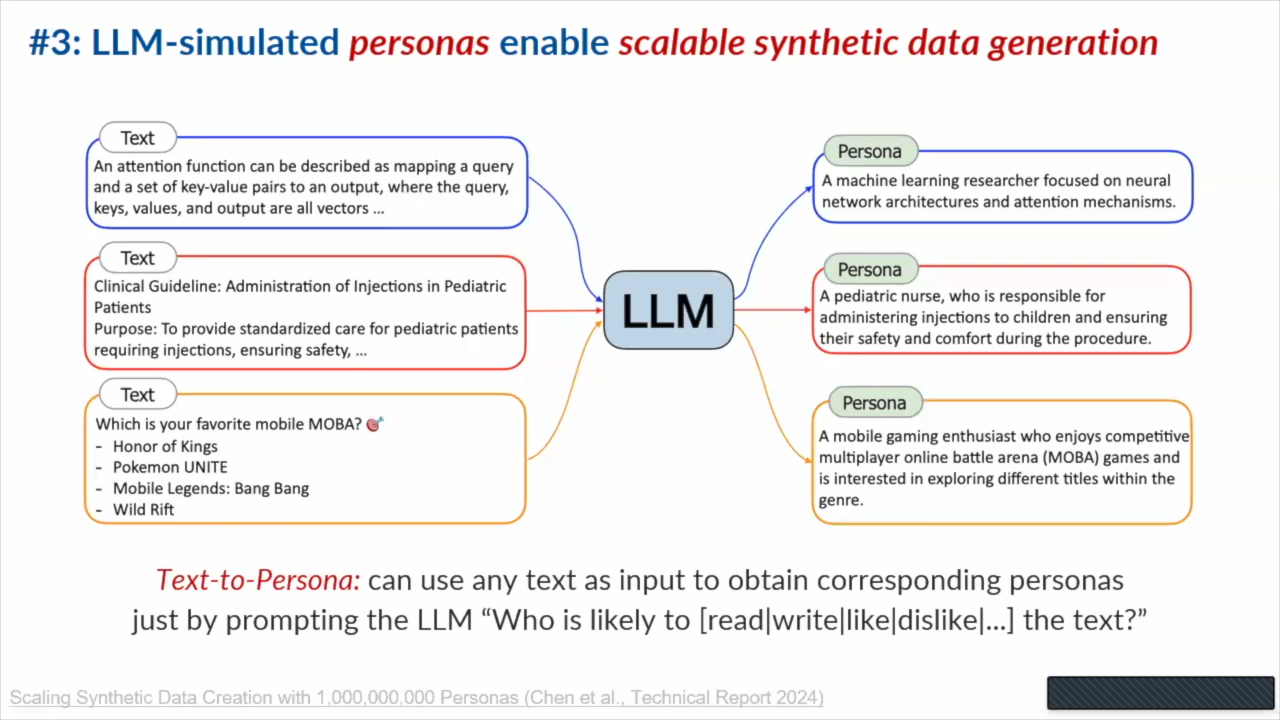 #3: LLM-simulated personas enable scalable synthetic data generation
Text
An attention function can be described as mapping a query
and a set of key-value pairs to an output, where the query,
keys, values, and output are all vectors ...
Text
Clinical Guideline: Administration of Injections in Pediatric
Patients
Purpose: To provide standardized care for pediatric patients
requiring injections, ensuring safety, ...
Text
Which is your favorite mobile MOBA? 🎯
- Honor of Kings
- Pokemon UNITE
- Mobile Legends: Bang Bang
- Wild Rift
LLM
Persona
A machine learning researcher focused on neural
network architectures and attention mechanisms.
Persona
A pediatric nurse, who is responsible for
administering injections to children and ensuring
their safety and comfort during the procedure.
Persona
A mobile gaming enthusiast who enjoys competitive
multiplayer online battle arena (MOBA) games and
is interested in exploring different titles within the
genre.
Text-to-Persona: can use any text as input to obtain corresponding personas
just by prompting the LLM “Who is likely to [read|write|like|dislike|...] the text?”
Scaling Synthetic Data Creation with 1,000,000,000 Personas (Chen et al., Technical Report 2024)